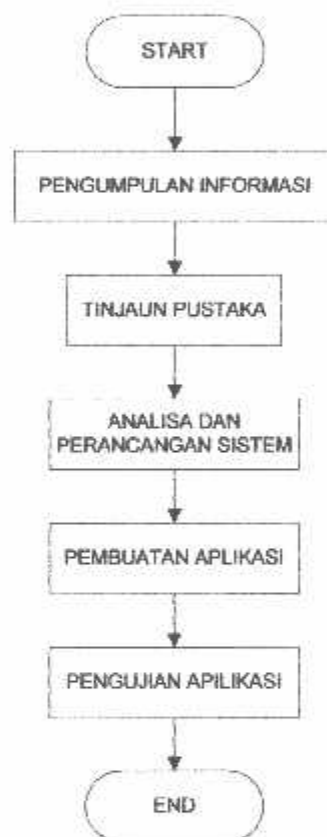 START
PENGUMPULAN INFORMASI
TINJAUN PUSTAKA
ANALISA DAN
PERANCANGAN SISTEM
PEMBUATAN APLIKASI
PENGUJIAN APILIKASI
END